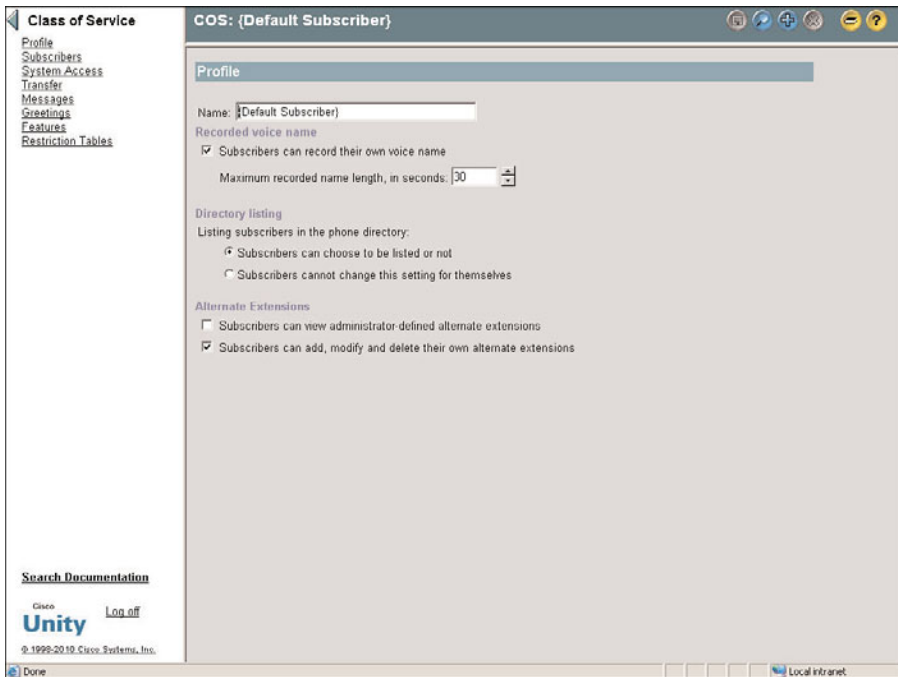 Class of Service
Profile
Subscribers
System Access
Transfer
Messages
Greetings
Features
Restriction Tables
COS: {Default Subscriber}
Profile
Name: {Default Subscriber}
Recorded voice name
Subscribers can record their own voice name
Maximum recorded name length, in seconds: 30
Directory listing
Listing subscribers in the phone directory:
Subscribers can choose to be listed or not
Subscribers cannot change this setting for themselves
Alternate Extensions
Subscribers can view administrator-defined alternate extensions
Subscribers can add, modify and delete their own alternate extensions
Search Documentation
Cisco
Unity
Log off
© 1998-2010 Cisco Systems, Inc.
Done
Local intranet